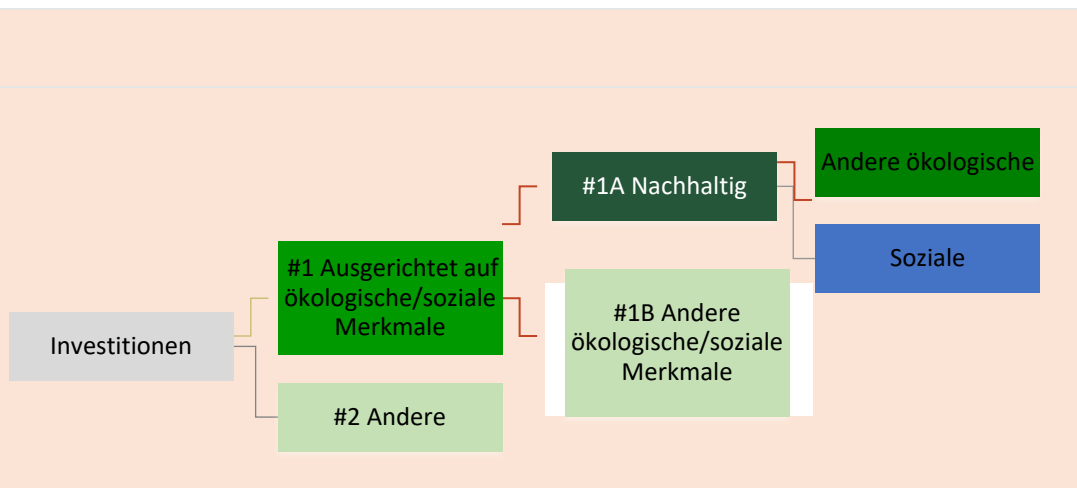 Investitionen
#1 Ausgerichtet auf
ökologische/soziale
Merkmale
#2 Andere
#1A Nachhaltig
#1B Andere
ökologische/soziale
Merkmale
Andere ökologische
Soziale